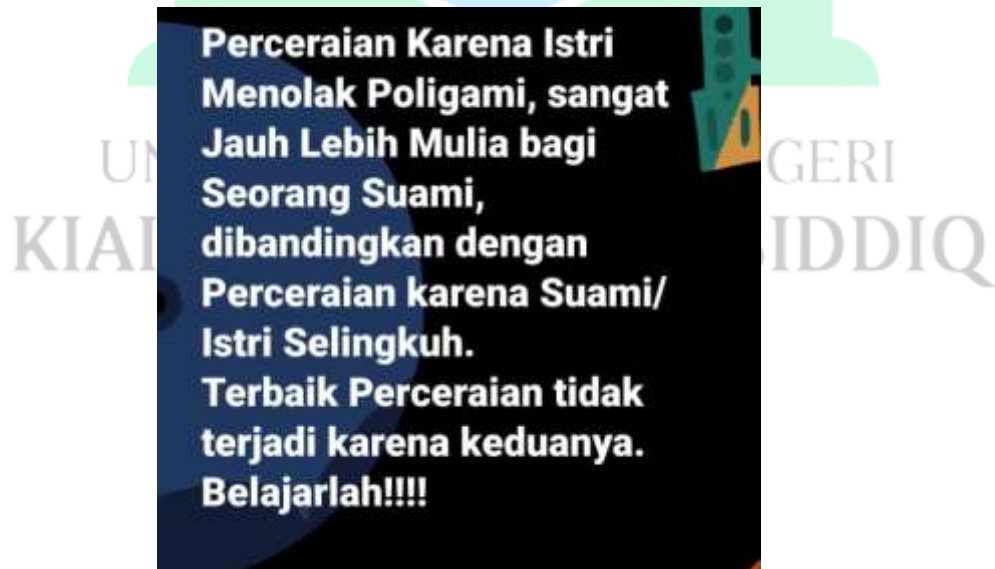 Perceraian Karena Istri
Menolak Poligami, sangat
Jauh Lebih Mulia bagi
Seorang Suami,
dibandingkan dengan
Perceraian karena Suami/
Istri Selingkuh.
Terbaik Perceraian tidak
terjadi karena keduanya.
Belajarlah!!!!